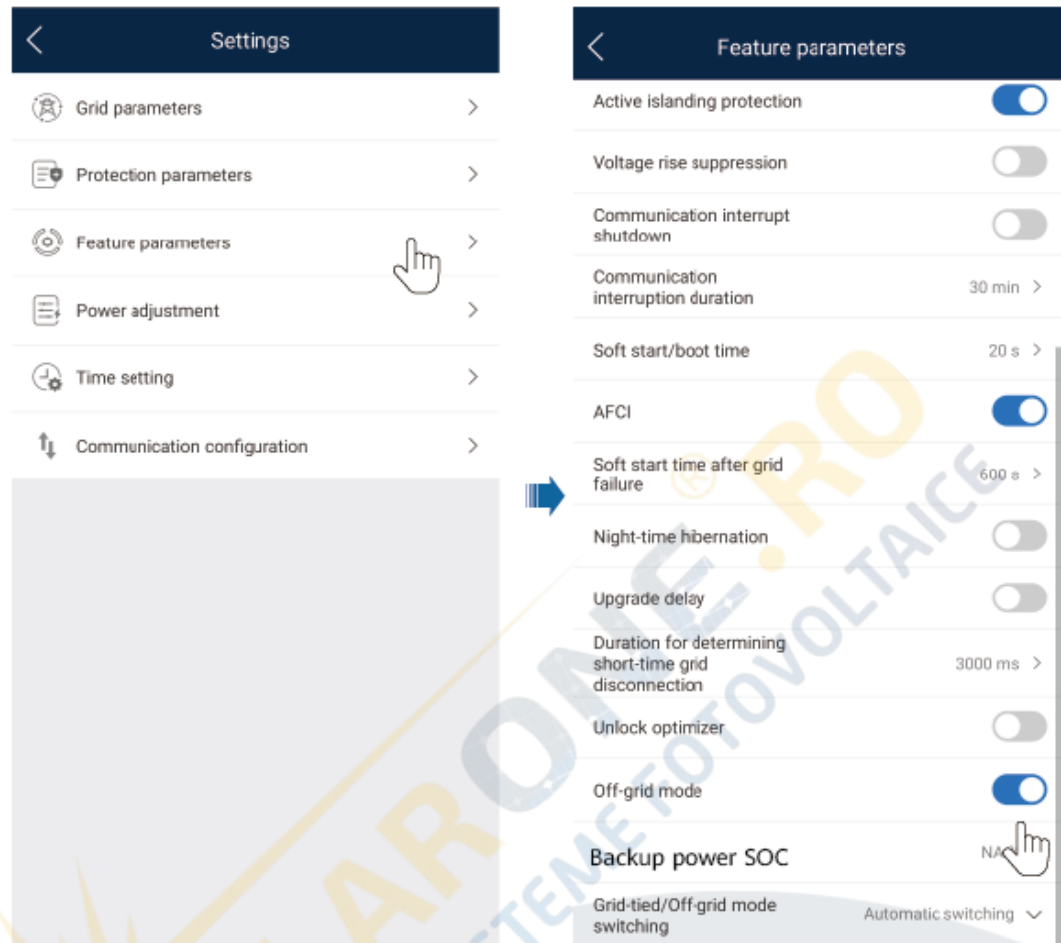 Settings
Grid parameters
Protection parameters
Feature parameters
Power adjustment
Time setting
Communication configuration
Feature parameters
Active islanding protection
Voltage rise suppression
Communication interrupt
shutdown
Communication
interruption duration
30 min
Soft start/boot time
20 s
AFCI
Soft start time after grid
failure
600 s
Night-time hibernation
Upgrade delay
Duration for determining
short-time grid
disconnection
3000 ms
Unlock optimizer
Off-grid mode
Backup power SOC
NA
Grid-tied/Off-grid mode
switching
Automatic switching
ARONE®.RO
STEME FOTOVOLTAICE